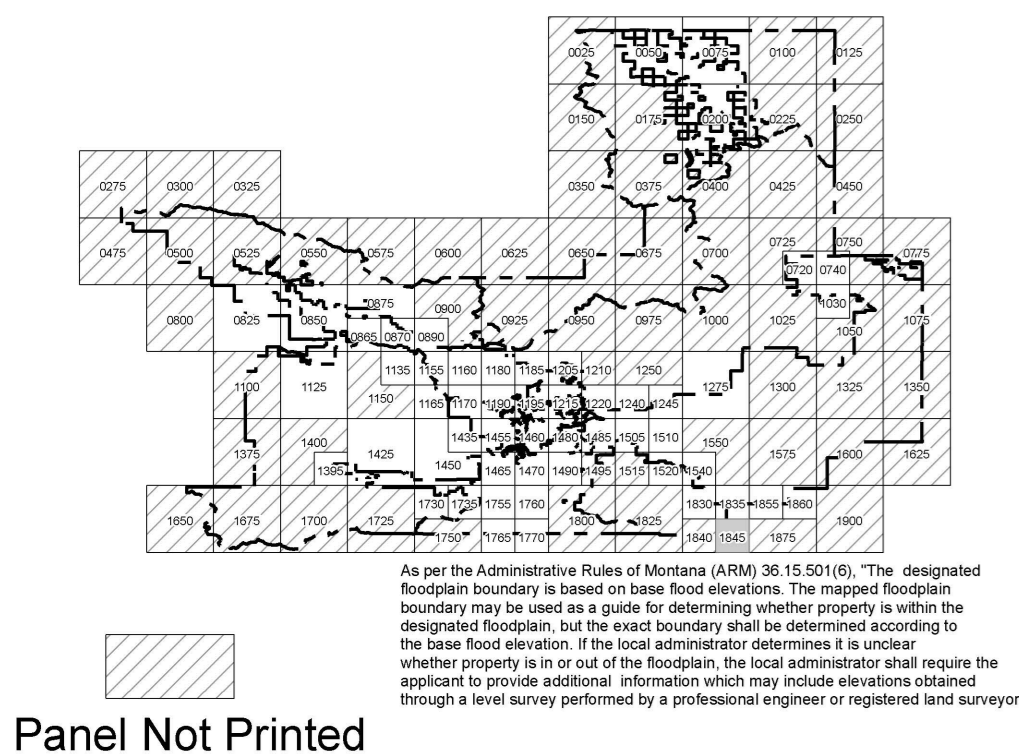 0025 0050 0075 0100 0125
0150 0175 0200 0225 0250
0275 0300 0325 0350 0375 0400 0425 0450
0475 0500 0525 0550 0575 0600 0625 0650 0675 0700 0725 0750 0775
0720 0740
0800 0825 0850 0875 0900 0925 0950 0975 1000 1025 1030 1050 1075
0865 0870 0890
1135 1155 1160 1180 1185 1205 1210 1250
1100 1125 1150 1165 1170 1190 1195 1215 1220 1240 1245 1275 1300 1325 1350
1375 1400 1425 1435 1455 1460 1480 1485 1505 1510 1550 1575 1600 1625
1395 1450 1465 1470 1490 1495 1515 1520 1540
1730 1735 1755 1760 1830 1835 1855 1860
1650 1675 1700 1725 1800 1825 1900
1750 1765 1770 1840 1845 1875
As per the Administrative Rules of Montana (ARM) 36.15.501(6), "The designated
floodplain boundary is based on base flood elevations. The mapped floodplain
boundary may be used as a guide for determining whether property is within the
designated floodplain, but the exact boundary shall be determined according to
the base flood elevation. If the local administrator determines it is unclear
whether property is in or out of the floodplain, the local administrator shall require the
applicant to provide additional information which may include elevations obtained
through a level survey performed by a professional engineer or registered land surveyor
Panel Not Printed